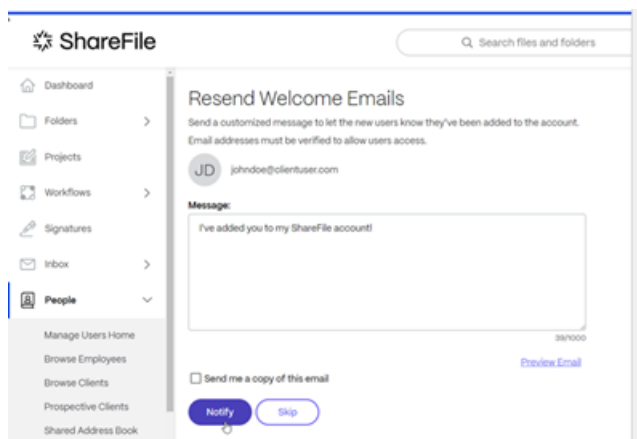 ShareFile
Search files and folders
Dashboard
Folders
Projects
Workflows
Signatures
Inbox
People
Manage Users Home
Browse Employees
Browse Clients
Prospective Clients
Shared Address Book
Resend Welcome Emails
Send a customized message to let the new users know they've been added to the account.
Email addresses must be verified to allow users access.
JD
johndoe@clientuser.com
Message:
I've added you to my ShareFile account!
39/1000
Preview Email
Send me a copy of this email
Notify
Skip